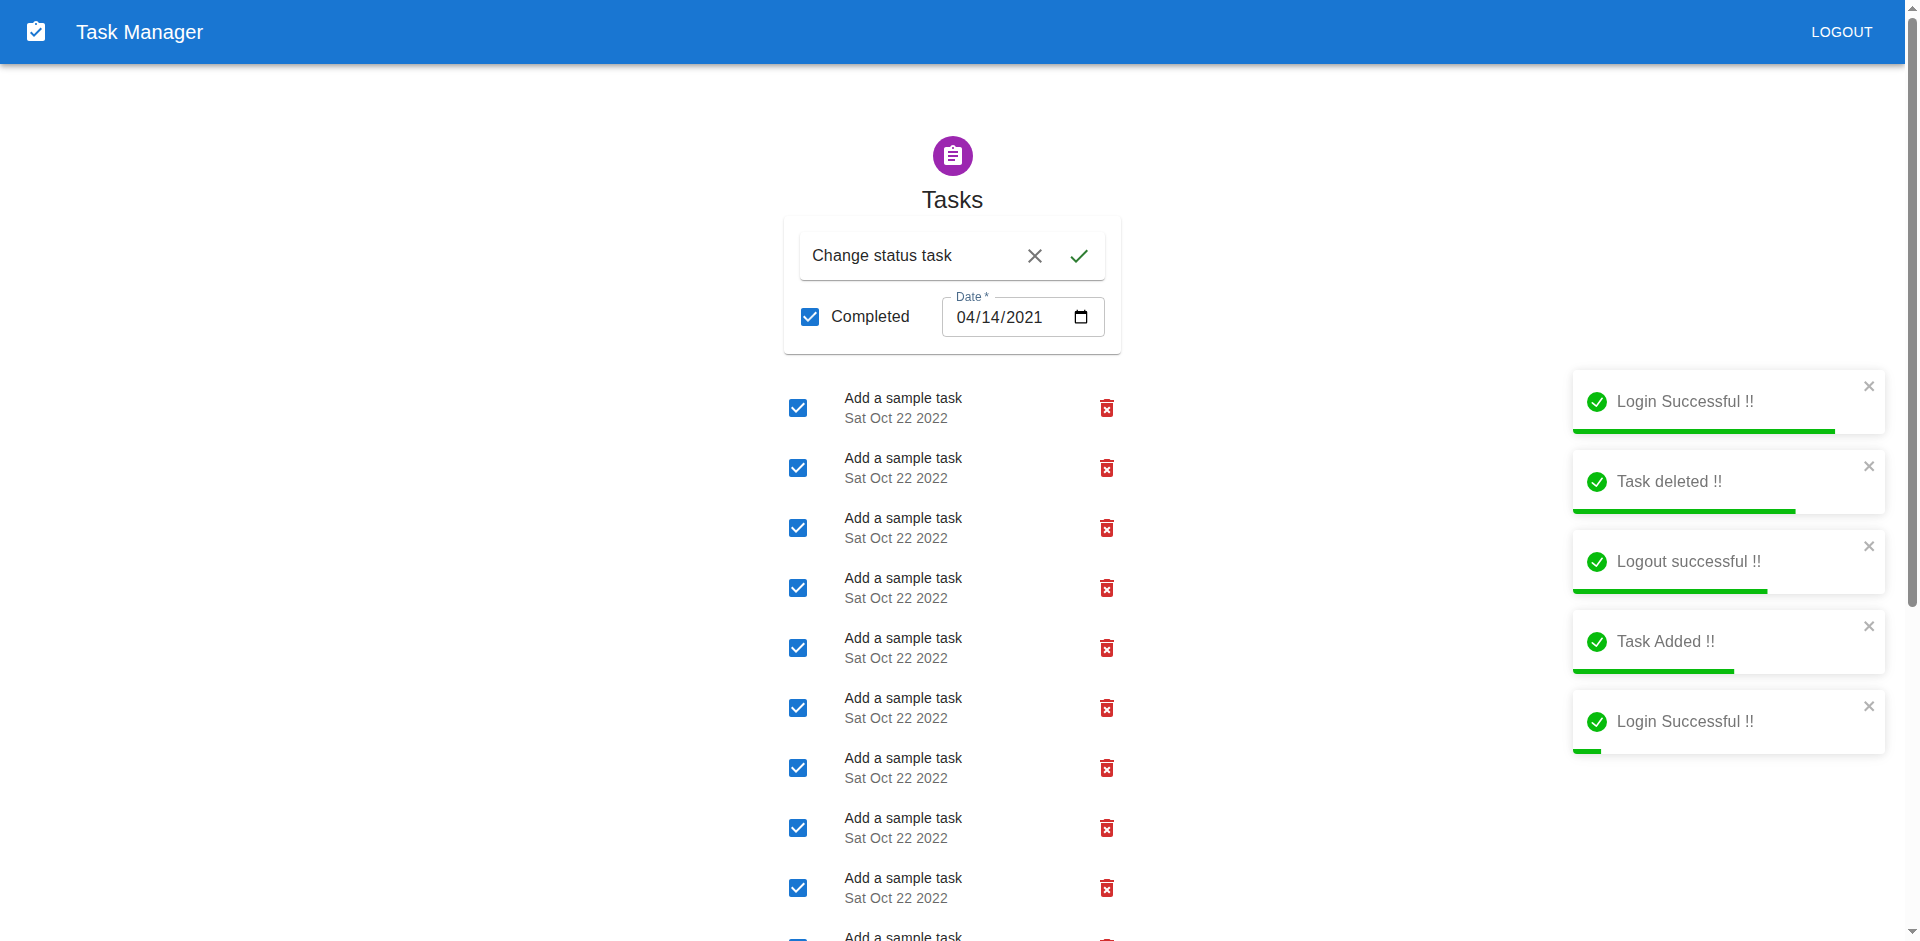 Task Manager
LOGOUT
Tasks
Change status task
Completed
Date *
04/14/2021
Add a sample task
Sat Oct 22 2022
Add a sample task
Sat Oct 22 2022
Add a sample task
Sat Oct 22 2022
Add a sample task
Sat Oct 22 2022
Add a sample task
Sat Oct 22 2022
Add a sample task
Sat Oct 22 2022
Add a sample task
Sat Oct 22 2022
Add a sample task
Sat Oct 22 2022
Add a sample task
Sat Oct 22 2022
Add a sample task
Login Successful !!
Task deleted !!
Logout successful !!
Task Added !!
Login Successful !!